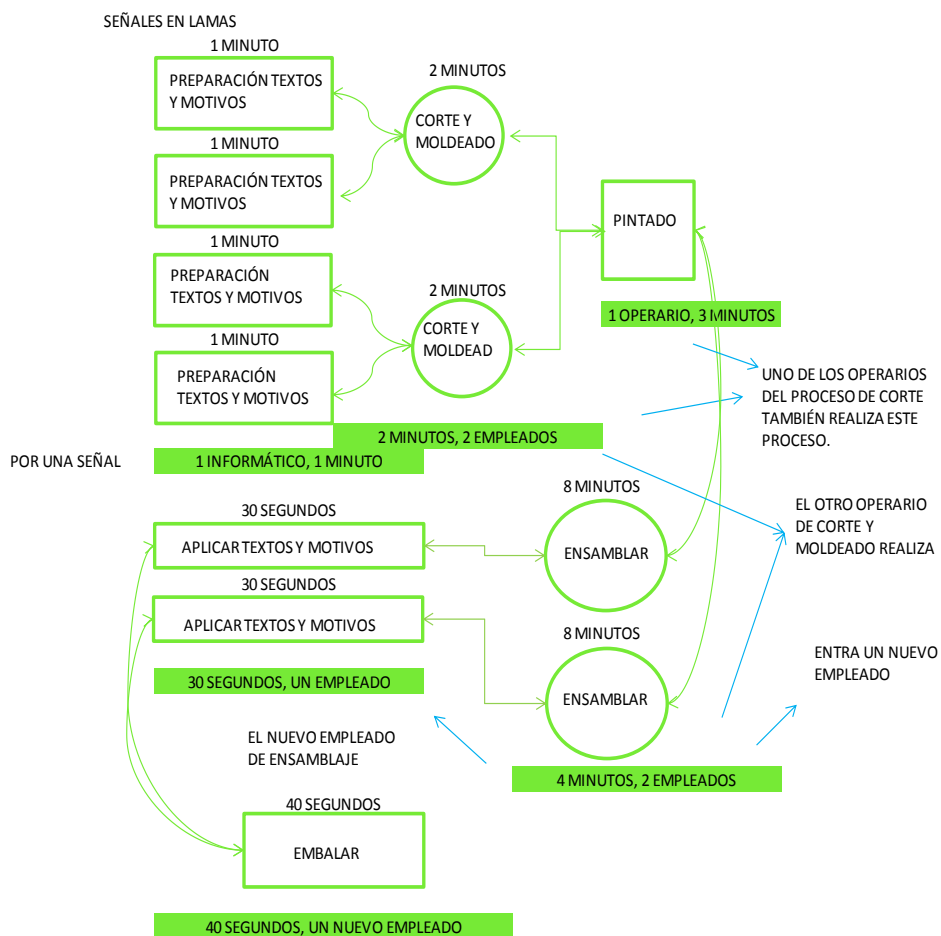 SEÑALES EN LAMAS
1 MINUTO
PREPARACIÓN TEXTOS
Y MOTIVOS
2 MINUTOS
CORTE Y
MOLDEADO
1 MINUTO
PREPARACIÓN TEXTOS
Y MOTIVOS
PINTADO
1 MINUTO
PREPARACIÓN
TEXTOS Y MOTIVOS
2 MINUTOS
CORTE Y
MOLDEAD
1 OPERARIO, 3 MINUTOS
1 MINUTO
PREPARACIÓN
TEXTOS Y MOTIVOS
UNO DE LOS OPERARIOS
DEL PROCESO DE CORTE
TAMBIÉN REALIZA ESTE
PROCESO.
2 MINUTOS, 2 EMPLEADOS
POR UNA SEÑAL
1 INFORMÁTICO, 1 MINUTO
8 MINUTOS
ENSAMBLAR
EL OTRO OPERARIO
DE CORTE Y
MOLDEADO REALIZA
30 SEGUNDOS
APLICAR TEXTOS Y MOTIVOS
30 SEGUNDOS
APLICAR TEXTOS Y MOTIVOS
8 MINUTOS
ENSAMBLAR
ENTRA UN NUEVO
EMPLEADO
30 SEGUNDOS, UN EMPLEADO
EL NUEVO EMPLEADO
DE ENSAMBLAJE
4 MINUTOS, 2 EMPLEADOS
40 SEGUNDOS
EMBALAR
40 SEGUNDOS, UN NUEVO EMPLEADO